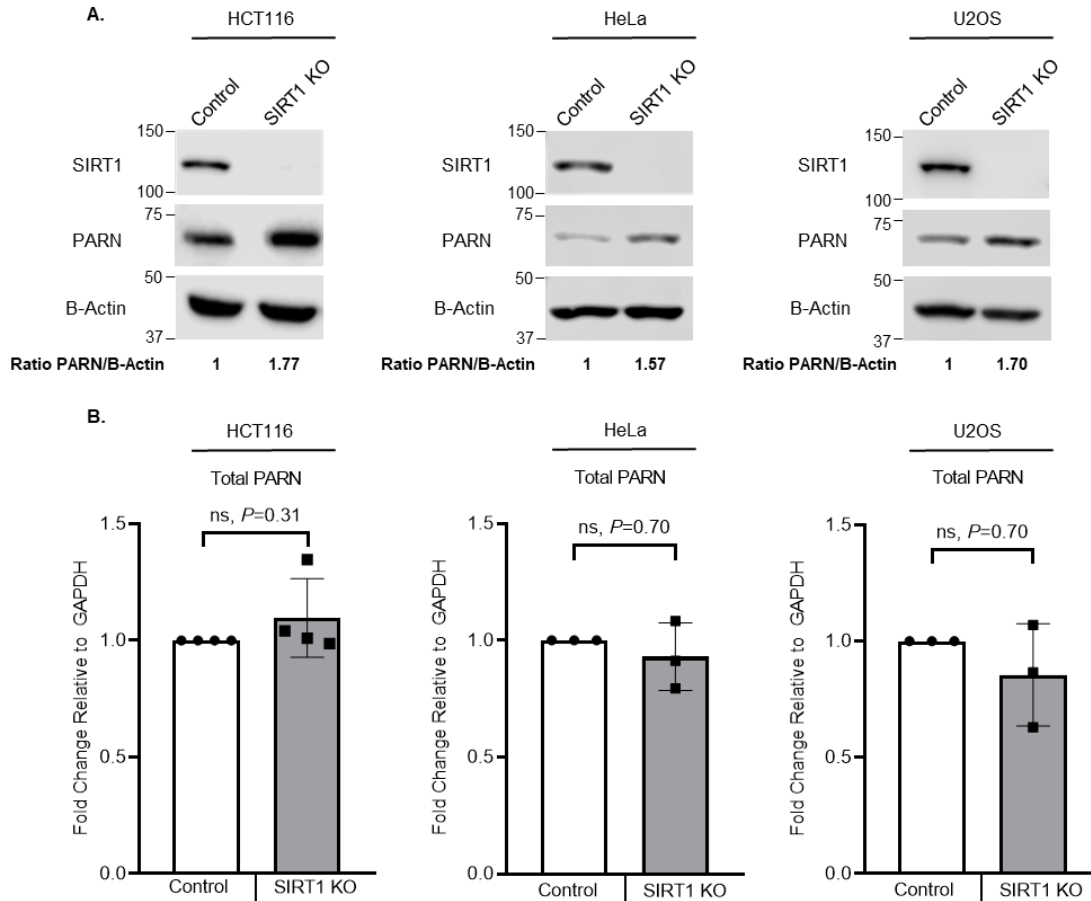 A.
HCT116
HeLa
U2OS
Control
SIRT1 KO
Control
SIRT1 KO
Control
SIRT1 KO
SIRT1
150
100
SIRT1
150
100
SIRT1
150
100
PARN
75
PARN
75
PARN
75
B-Actin
50
37
B-Actin
50
37
B-Actin
50
37
Ratio PARN/B-Actin 1 1.77
Ratio PARN/B-Actin 1 1.57
Ratio PARN/B-Actin 1 1.70
B.
HCT116
Total PARN
ns, P=0.31
Fold Change Relative to GAPDH
1.5
1.0
0.5
0.0
Control
SIRT1 KO
HeLa
Total PARN
ns, P=0.70
Fold Change Relative to GAPDH
1.5
1.0
0.5
0.0
Control
SIRT1 KO
U2OS
Total PARN
ns, P=0.70
Fold Change Relative to GAPDH
1.5
1.0
0.5
0.0
Control
SIRT1 KO